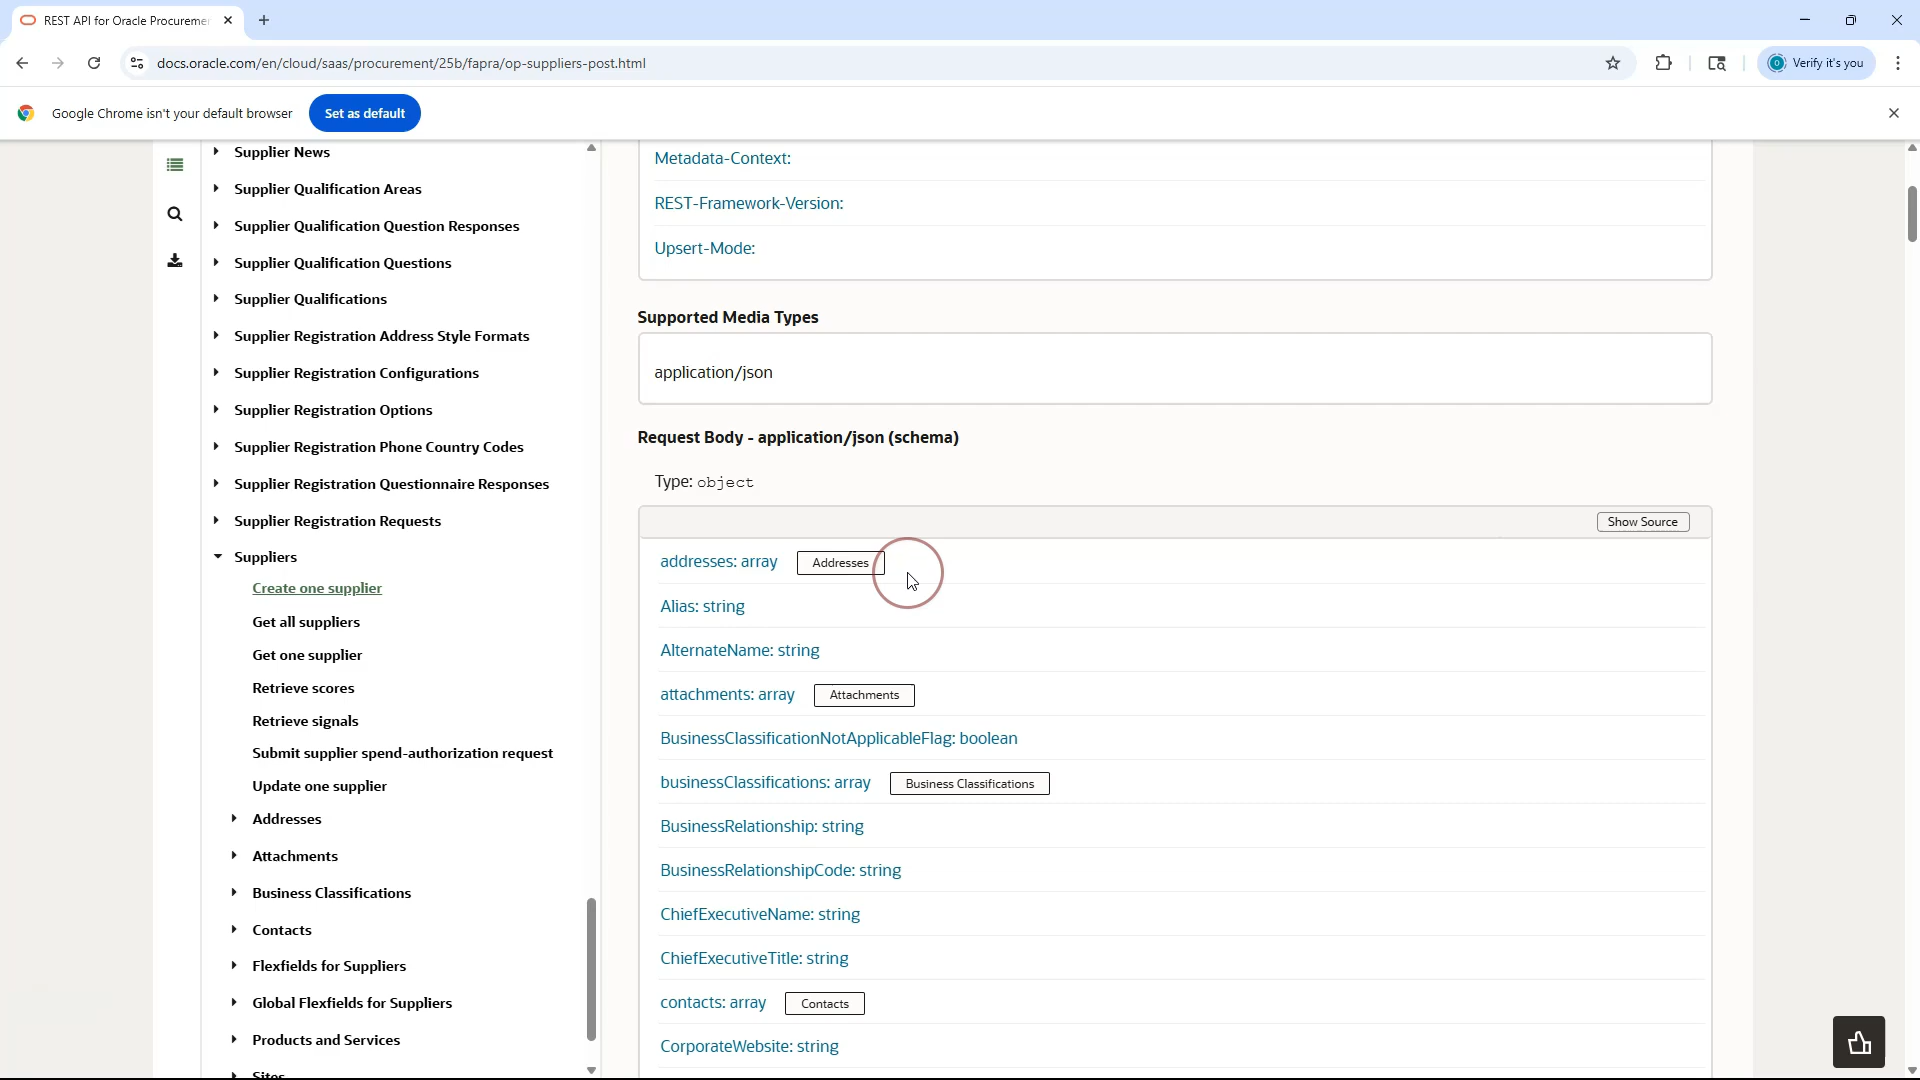 REST API for Oracle Procuremer
docs.oracle.com/en/cloud/saas/procurement/25b/fapra/op-suppliers-post.html
Verify it's you
Google Chrome isn't your default browser
Set as default
Supplier News
Supplier Qualification Areas
Supplier Qualification Question Responses
Supplier Qualification Questions
Supplier Qualifications
Supplier Registration Address Style Formats
Supplier Registration Configurations
Supplier Registration Options
Supplier Registration Phone Country Codes
Supplier Registration Questionnaire Responses
Supplier Registration Requests
Suppliers
Create one supplier
Get all suppliers
Get one supplier
Retrieve scores
Retrieve signals
Submit supplier spend-authorization request
Update one supplier
Addresses
Attachments
Business Classifications
Contacts
Flexfields for Suppliers
Global Flexfields for Suppliers
Products and Services
Sites
Metadata-Context:
REST-Framework-Version:
Upsert-Mode:
Supported Media Types
application/json
Request Body - application/json (schema)
Type: object
Show Source
addresses: array Addresses
Alias: string
AlternateName: string
attachments: array Attachments
BusinessClassificationNotApplicableFlag: boolean
businessClassifications: array Business Classifications
BusinessRelationship: string
BusinessRelationshipCode: string
ChiefExecutiveName: string
ChiefExecutiveTitle: string
contacts: array Contacts
CorporateWebsite: string